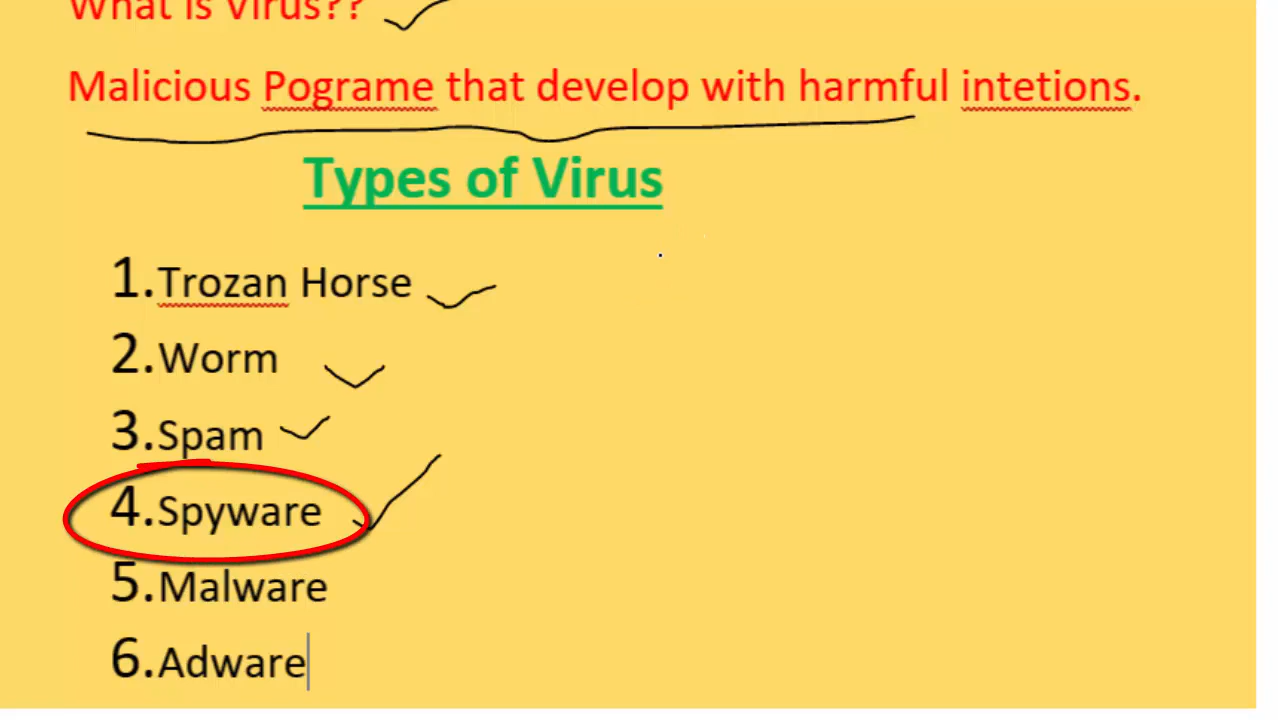 What is Virus??
Malicious Pograme that develop with harmful intetions.
Types of Virus
1.Trozan Horse
2.Worm
3.Spam
4.Spyware
5.Malware
6.Adware